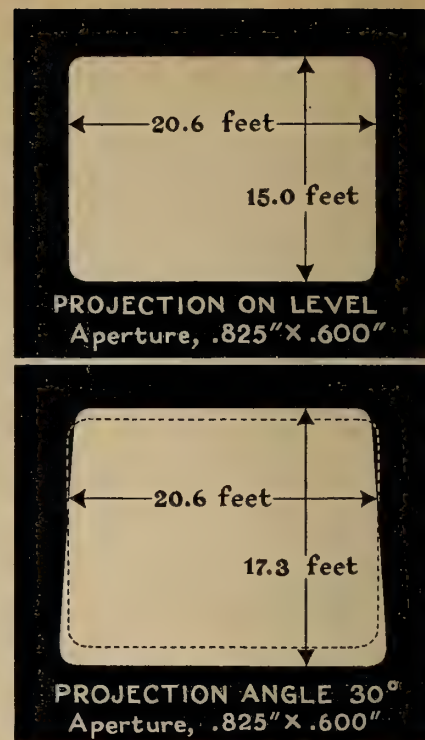 20.6 feet
15.0 feet
PROJECTION ON LEVEL
Aperture, .825"X .600"
20.6 feet
17.3 feet
PROJECTION ANGLE 30°
Aperture, .825"X .600"